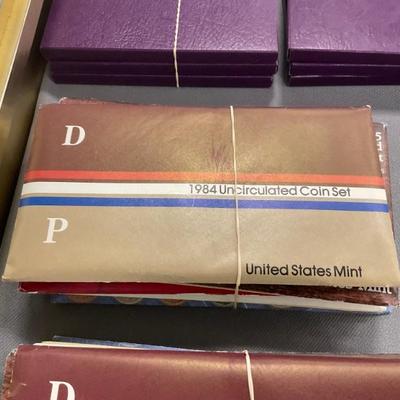 D
1984 Uncirculated Coin Set
P
United States Mint
D